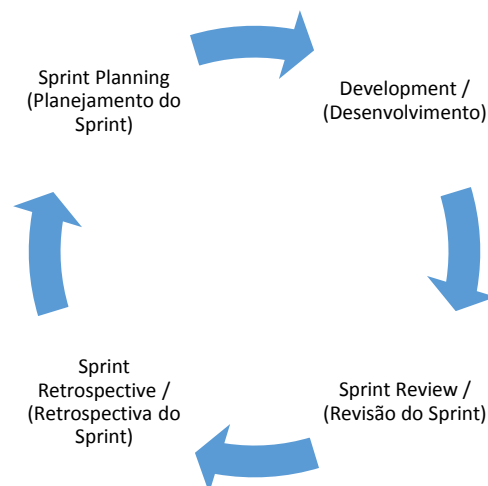 Sprint Planning
(Planejamento do
Sprint)
Development /
(Desenvolvimento)
Sprint
Retrospective /
(Retrospectiva do
Sprint)
Sprint Review /
(Revisão do Sprint)